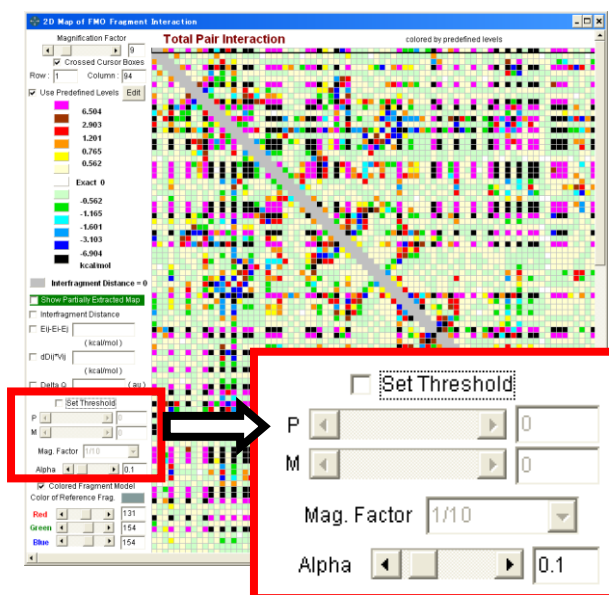 2D Map of FMO Fragment Interaction
Magnification Factor
9
Crossed Cursor Boxes
Row : 1 Column : 94
Use Predefined Levels Edit
6.504
2.903
1.201
0.765
0.562
Exact 0
-0.562
-1.165
-1.601
-3.103
-6.904
kcal/mol
Interfragment Distance = 0
Show Partially Extracted Map
Interfragment Distance
Eij-Ei-Ej
( kcal/mol )
dDij*Vij
( kcal/mol )
Delta Q ( au )
Set Threshold
P 0
M 0
Mag. Factor 1/10
Alpha 0.1
Colored Fragment Model
Color of Reference Frag.
Red 131
Green 154
Blue 154
Total Pair Interaction
colored by predefined levels
Set Threshold
P 0
M 0
Mag. Factor 1/10
Alpha 0.1